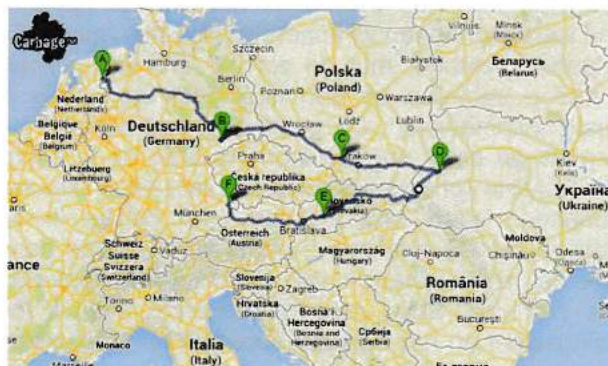 Carbage
A
Hamburg
Szczecin
Vilnius
Minsk
(Minsk)
Białystok
Беларусь
(Belarus)
Berlin
Poznań
Polska
(Poland)
Warszawa
Nederland
(Netherlands)
B
Łódź
Lublin
België
Belgique
(Belgium)
Köln
Deutschland
(Germany)
Wrocław
C
Kraków
D
Kiev
Praha
Česká republika
(Czech Republic)
F
E
Slovensko
(Slovakia)
Україна
(Ukraine)
München
Österreich
(Austria)
Bratislava
Schweiz
Suisse
Svizzera
(Switzerland)
Vaduz
Magyarország
(Hungary)
Cluj-Napoca
Moldova
Chișinău
Odesa
ance
Slovenija
(Slovenia)
Zagreb
România
(Romania)
Torino
Milano
Hrvatska
(Croatia)
Bosna i
Hercegovina
(Bosnia and
Herzegovina)
Србија
(Serbia)
București
Monaco
Italia
(Italy)
Marseille